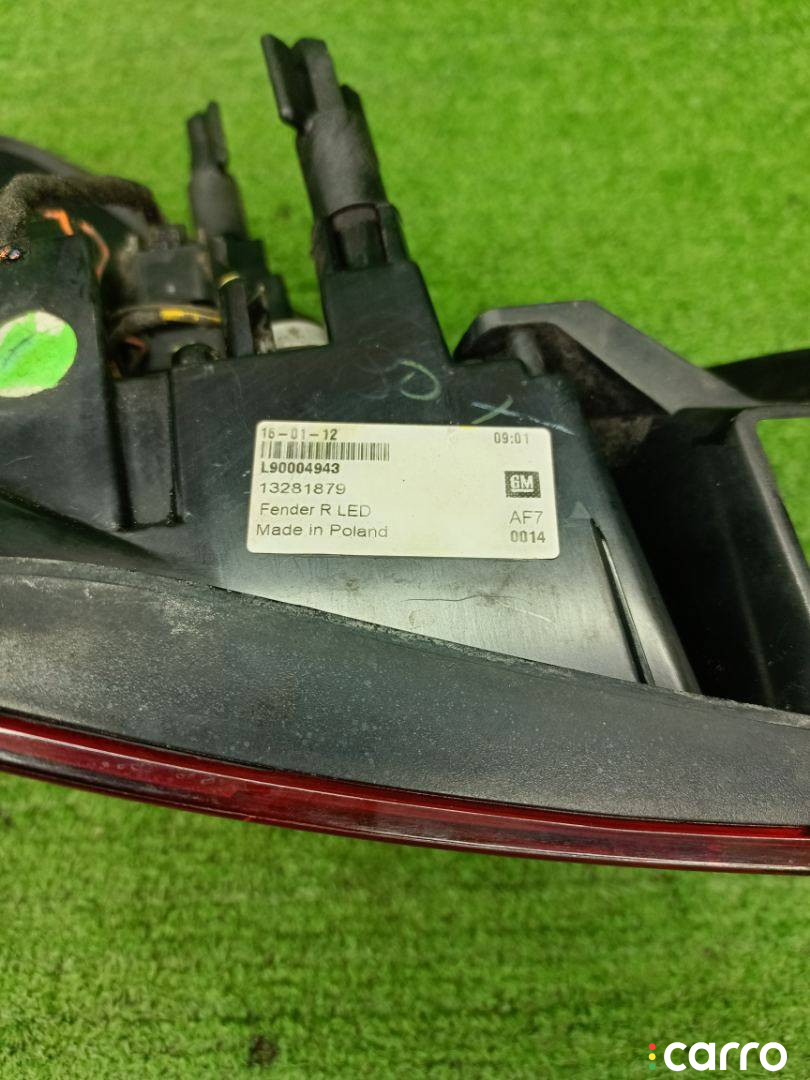 16-01-12 09:01
L90004943
13281879 GM
Fender R LED AF7
Made in Poland 0014
carro